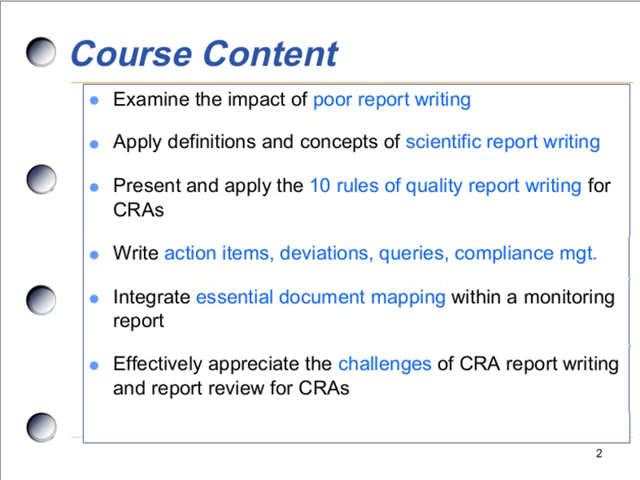 Course Content
Examine the impact of poor report writing
Apply definitions and concepts of scientific report writing
Present and apply the 10 rules of quality report writing for
CRAs
Write action items, deviations, queries, compliance mgt.
Integrate essential document mapping within a monitoring
report
Effectively appreciate the challenges of CRA report writing
and report review for CRAs
2